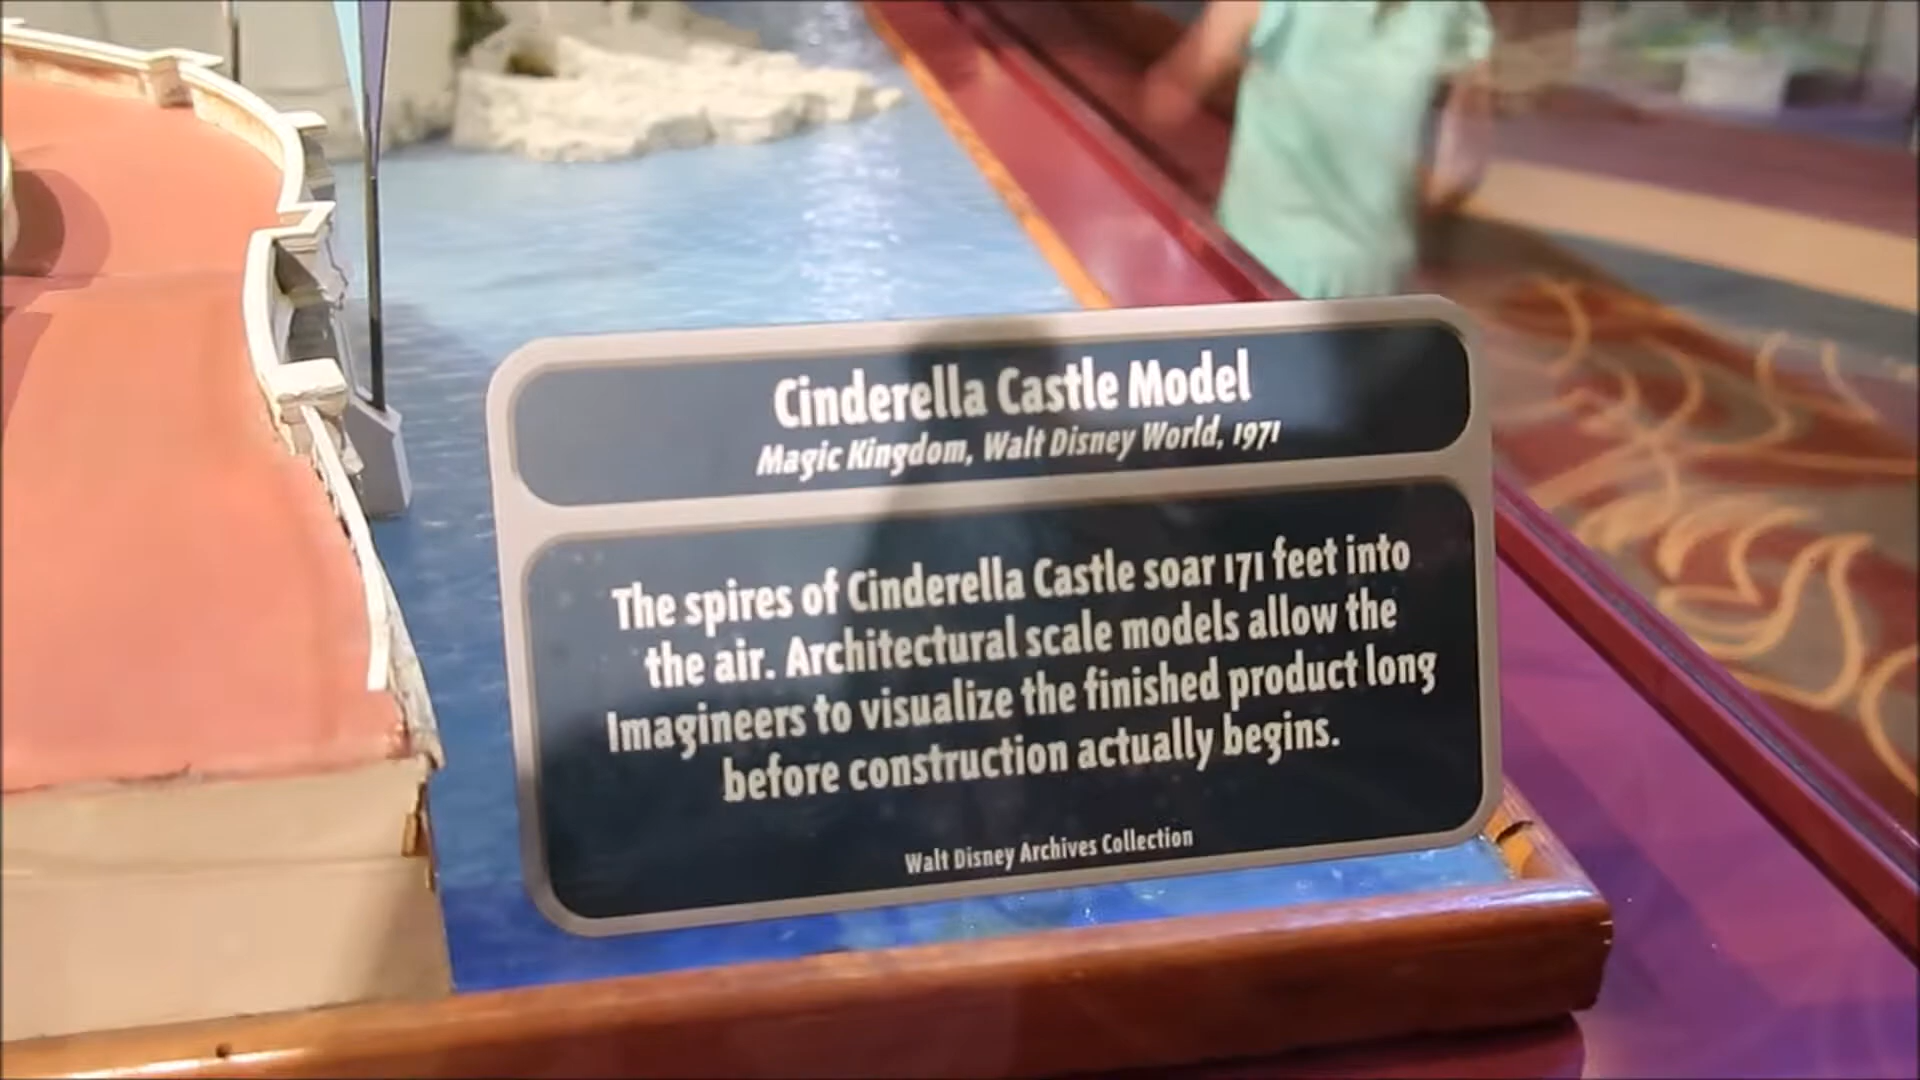 Cinderella Castle Model
Magic Kingdom, Walt Disney World, 1971
The spires of Cinderella Castle soar 171 feet into
the air. Architectural scale models allow the
Imagineers to visualize the finished product long
before construction actually begins.
Walt Disney Archives Collection